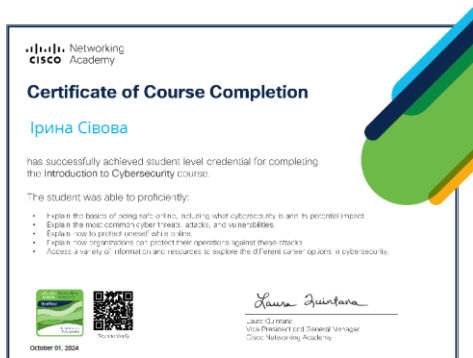 Networking
CISCO Academy
Certificate of Course Completion
Ірина Сівова
has successfully achieved student level credential for completing
the Introduction to Cybersecurity course.
The student was able to proficiently:
• Explain the basics of being safe online, including what cybersecurity is and its potential impact.
• Explain the most common cyber threats, attacks, and vulnerabilities.
• Explain how to protect oneself while online.
• Explain how organizations can protect their operations against these attacks.
• Access a variety of information and resources to explore the different career options in cybersecurity.
Scan to Verify
Laura Quintana
Laura Quintana
Vice President and General Manager
Cisco Networking Academy
October 01, 2024